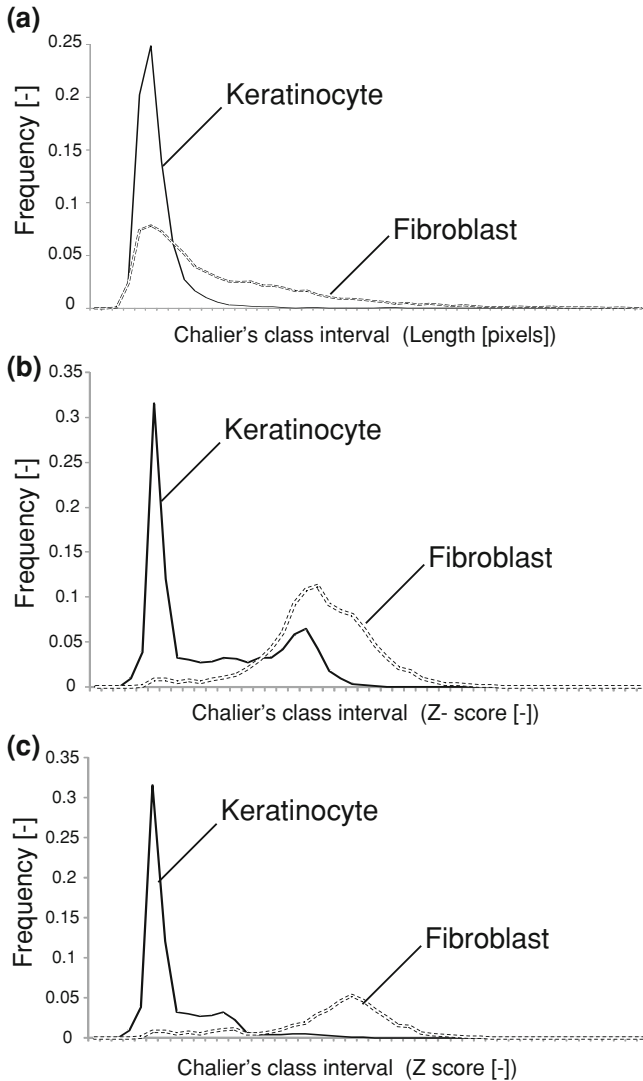 (a)
0.25
0.2
0.15
0.1
0.05
0
Frequency [-]
Keratinocyte
Fibroblast
Chalier's class interval (Length [pixels])
(b)
0.35
0.3
0.25
0.2
0.15
0.1
0.05
0
Frequency [-]
Keratinocyte
Fibroblast
Chalier's class interval (Z- score [-])
(c)
0.35
0.3
0.25
0.2
0.15
0.1
0.05
0
Frequency [-]
Keratinocyte
Fibroblast
Chalier's class interval (Z score [-])